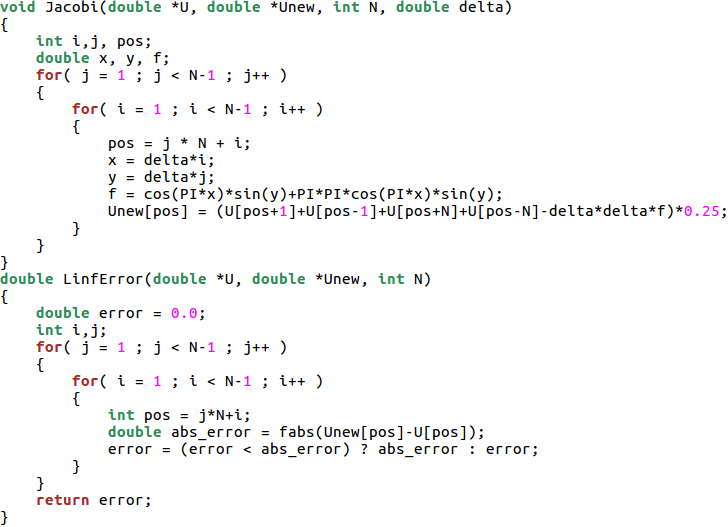 void Jacobi(double *U, double *Unew, int N, double delta)
{
    int i,j, pos;
    double x, y, f;
    for( j = 1 ; j < N-1 ; j++ )
    {
        for( i = 1 ; i < N-1 ; i++ )
        {
            pos = j * N + i;
            x = delta*i;
            y = delta*j;
            f = cos(PI*x)*sin(y)+PI*PI*cos(PI*x)*sin(y);
            Unew[pos] = (U[pos+1]+U[pos-1]+U[pos+N]+U[pos-N]-delta*delta*f)*0.25;
        }
    }
}
double LinfError(double *U, double *Unew, int N)
{
    double error = 0.0;
    int i,j;
    for( j = 1 ; j < N-1 ; j++ )
    {
        for( i = 1 ; i < N-1 ; i++ )
        {
            int pos = j*N+i;
            double abs_error = fabs(Unew[pos]-U[pos]);
            error = (error < abs_error) ? abs_error : error;
        }
    }
    return error;
}